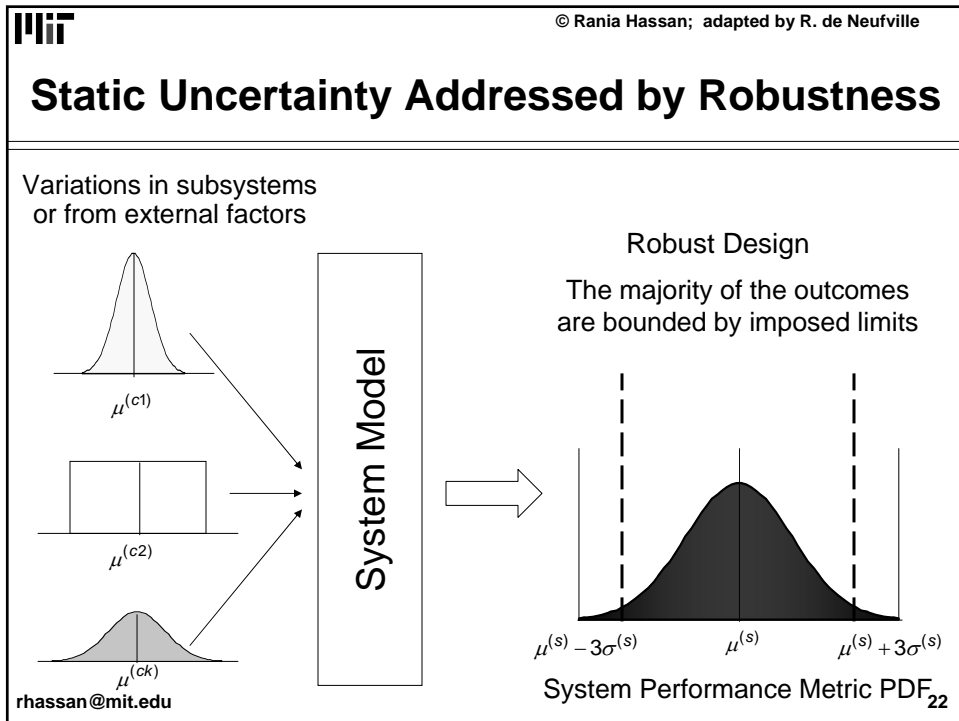 MIT
© Rania Hassan; adapted by R. de Neufville
Static Uncertainty Addressed by Robustness
Variations in subsystems
or from external factors
μ(c1)
μ(c2)
μ(ck)
System Model
Robust Design
The majority of the outcomes
are bounded by imposed limits
μ(s) − 3σ(s)
μ(s)
μ(s) + 3σ(s)
System Performance Metric PDF
rhassan@mit.edu
22